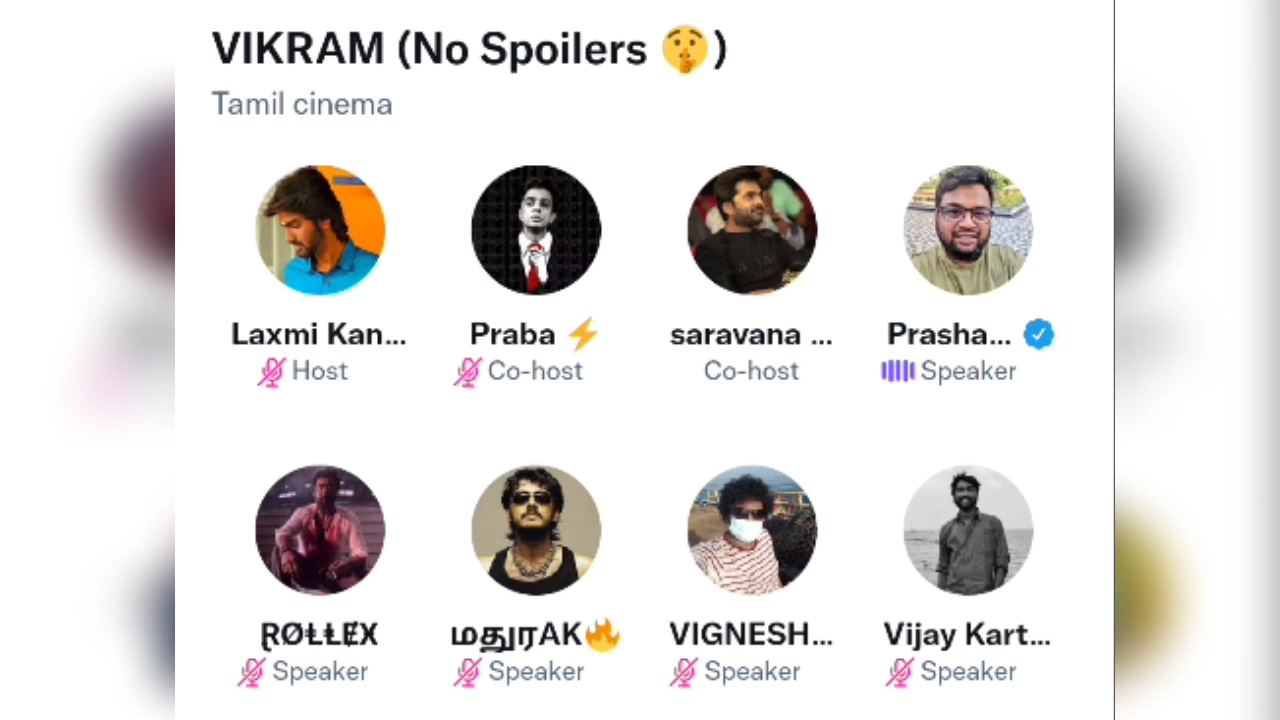 VIKRAM (No Spoilers 🤫)
Tamil cinema
Laxmi Kan... Praba ⚡ saravana ... Prasha...
Host Co-host Co-host Speaker
ⱤØȽȽɆX மதுரAK🔥 VIGNESH... Vijay Kart...
Speaker Speaker Speaker Speaker